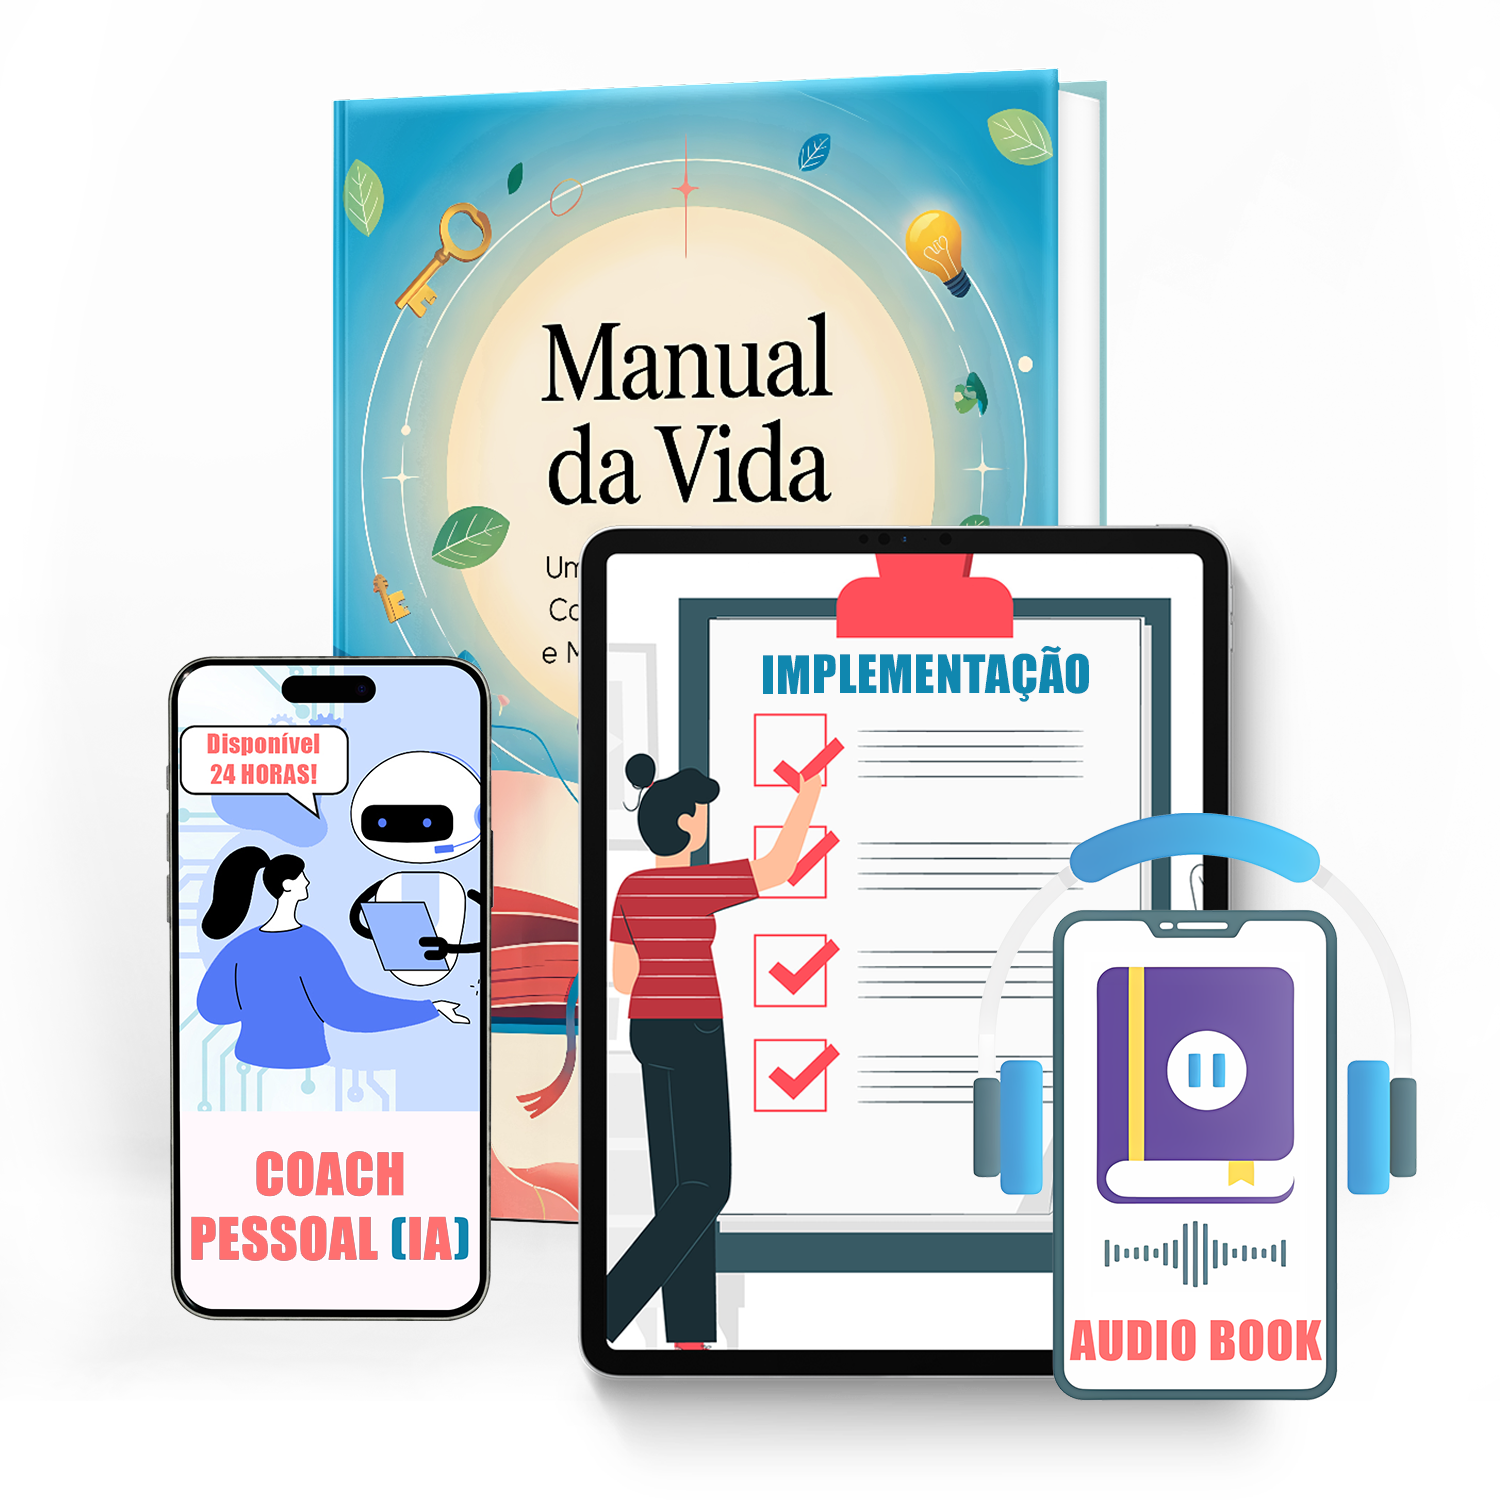 Manual
da Vida
Disponível
24 HORAS!
COACH
PESSOAL (IA)
IMPLEMENTAÇÃO
AUDIO BOOK